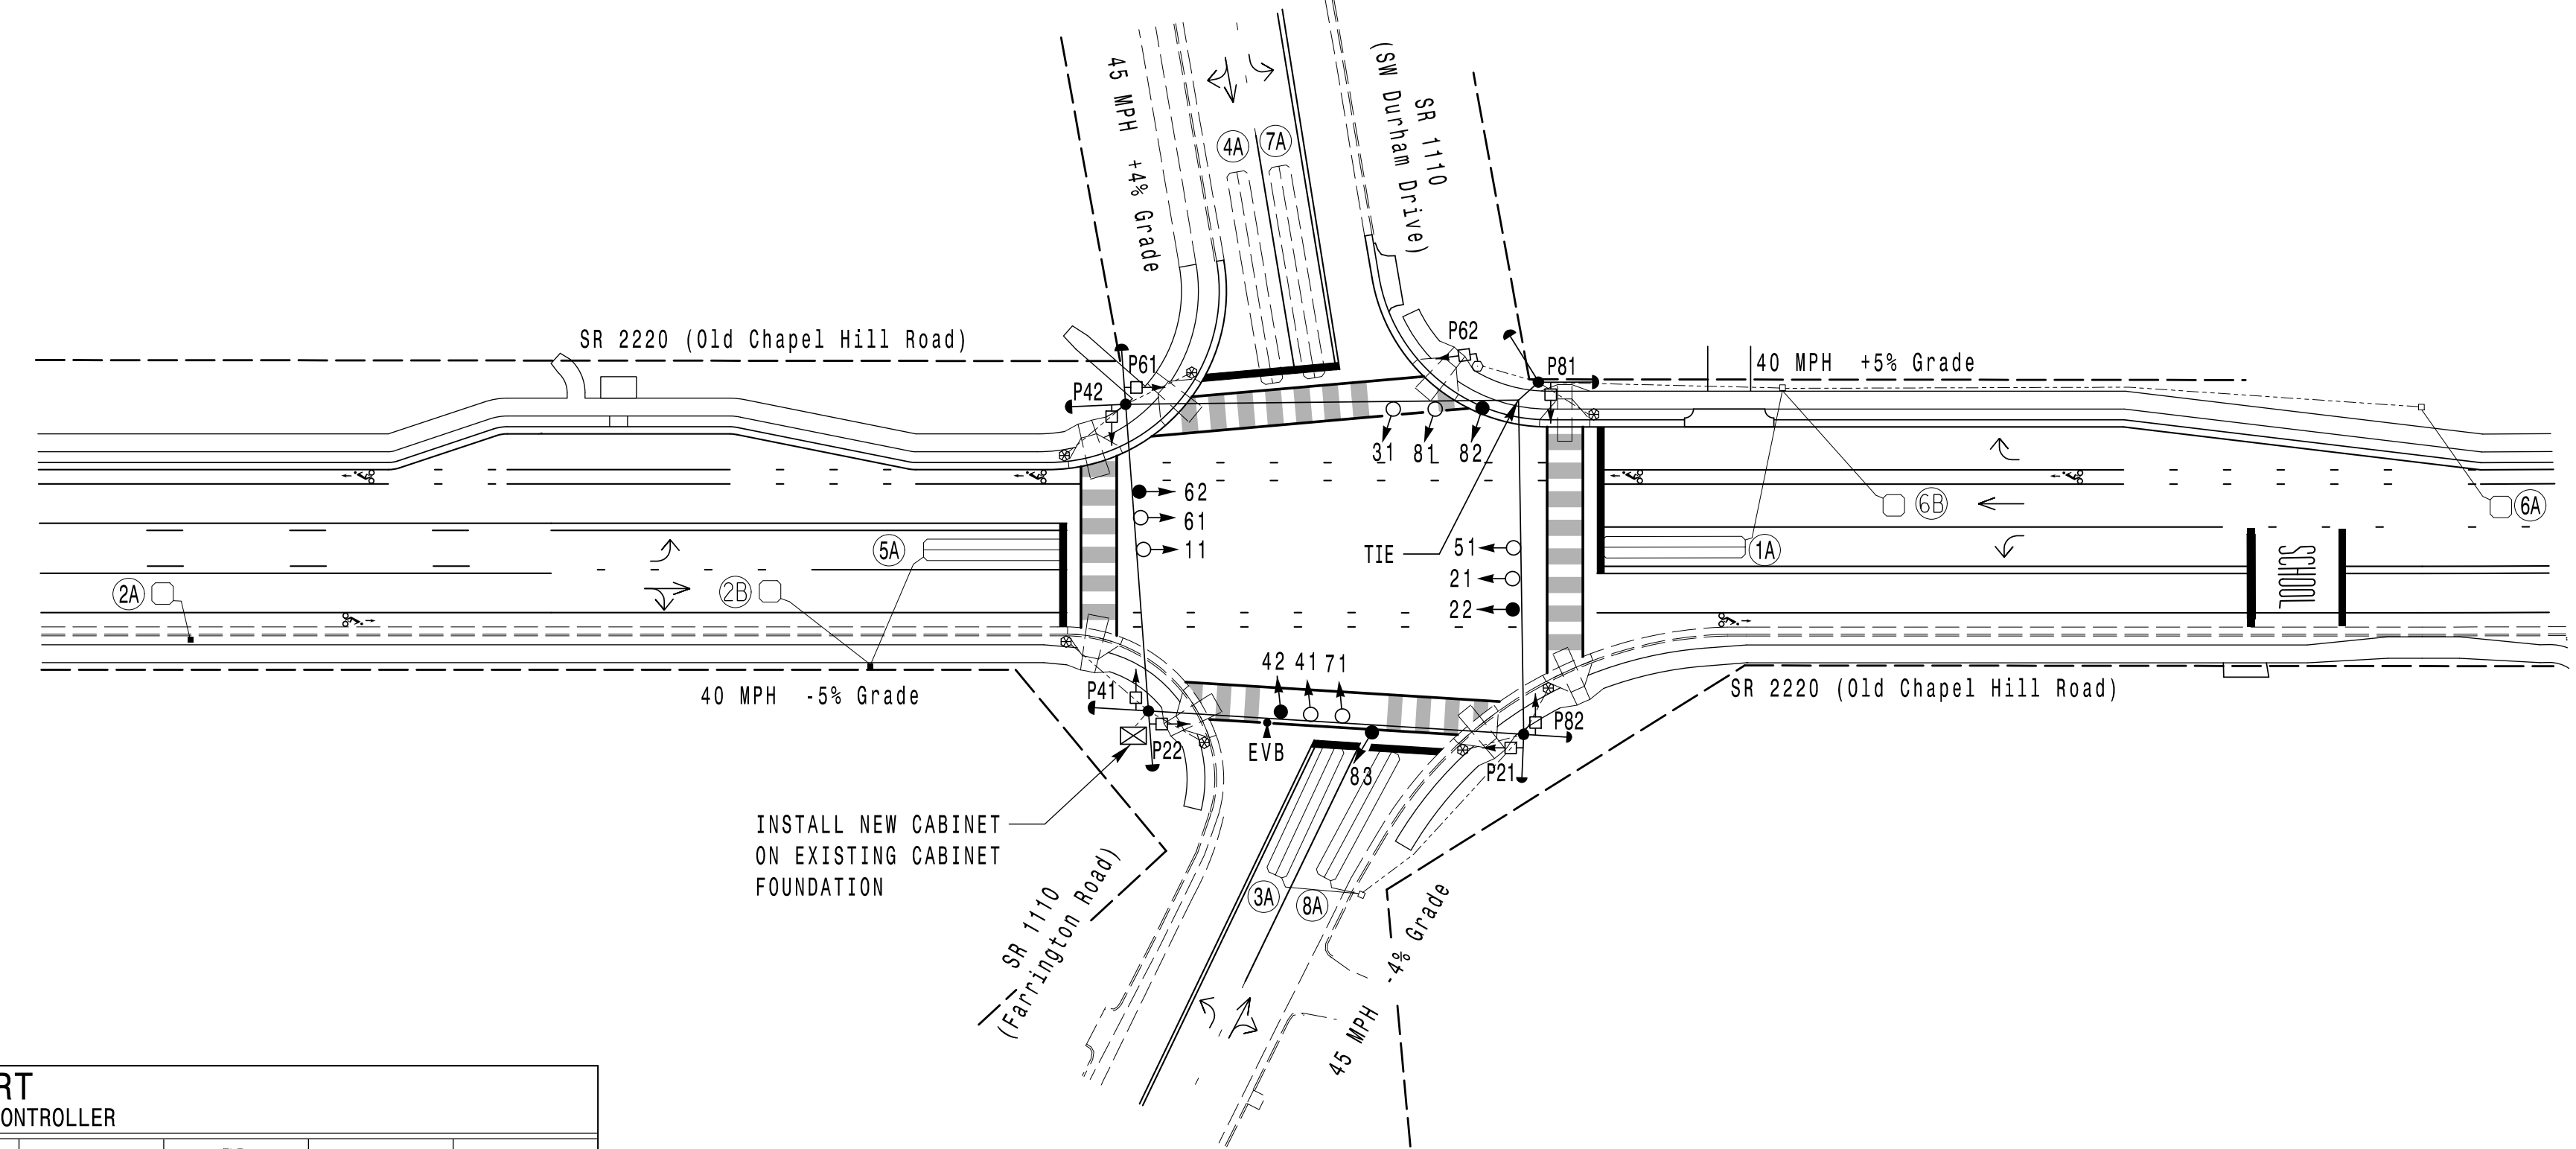 45 MPH +4% Grade
SR 1110
(SW Durham Drive)
4A
7A
SR 2220 (Old Chapel Hill Road)
P61
P42
P62
P81
40 MPH +5% Grade
31
81
82
62
61
11
5A
2A
2B
TIE
51
21
22
1A
6B
6A
SCHOOL
40 MPH -5% Grade
SR 2220 (Old Chapel Hill Road)
P41
P22
42
41
71
EVB
83
P82
P21
INSTALL NEW CABINET
ON EXISTING CABINET
FOUNDATION
3A
8A
SR 1110
(Farrington Road)
45 MPH -4% Grade
RT
ONTROLLER